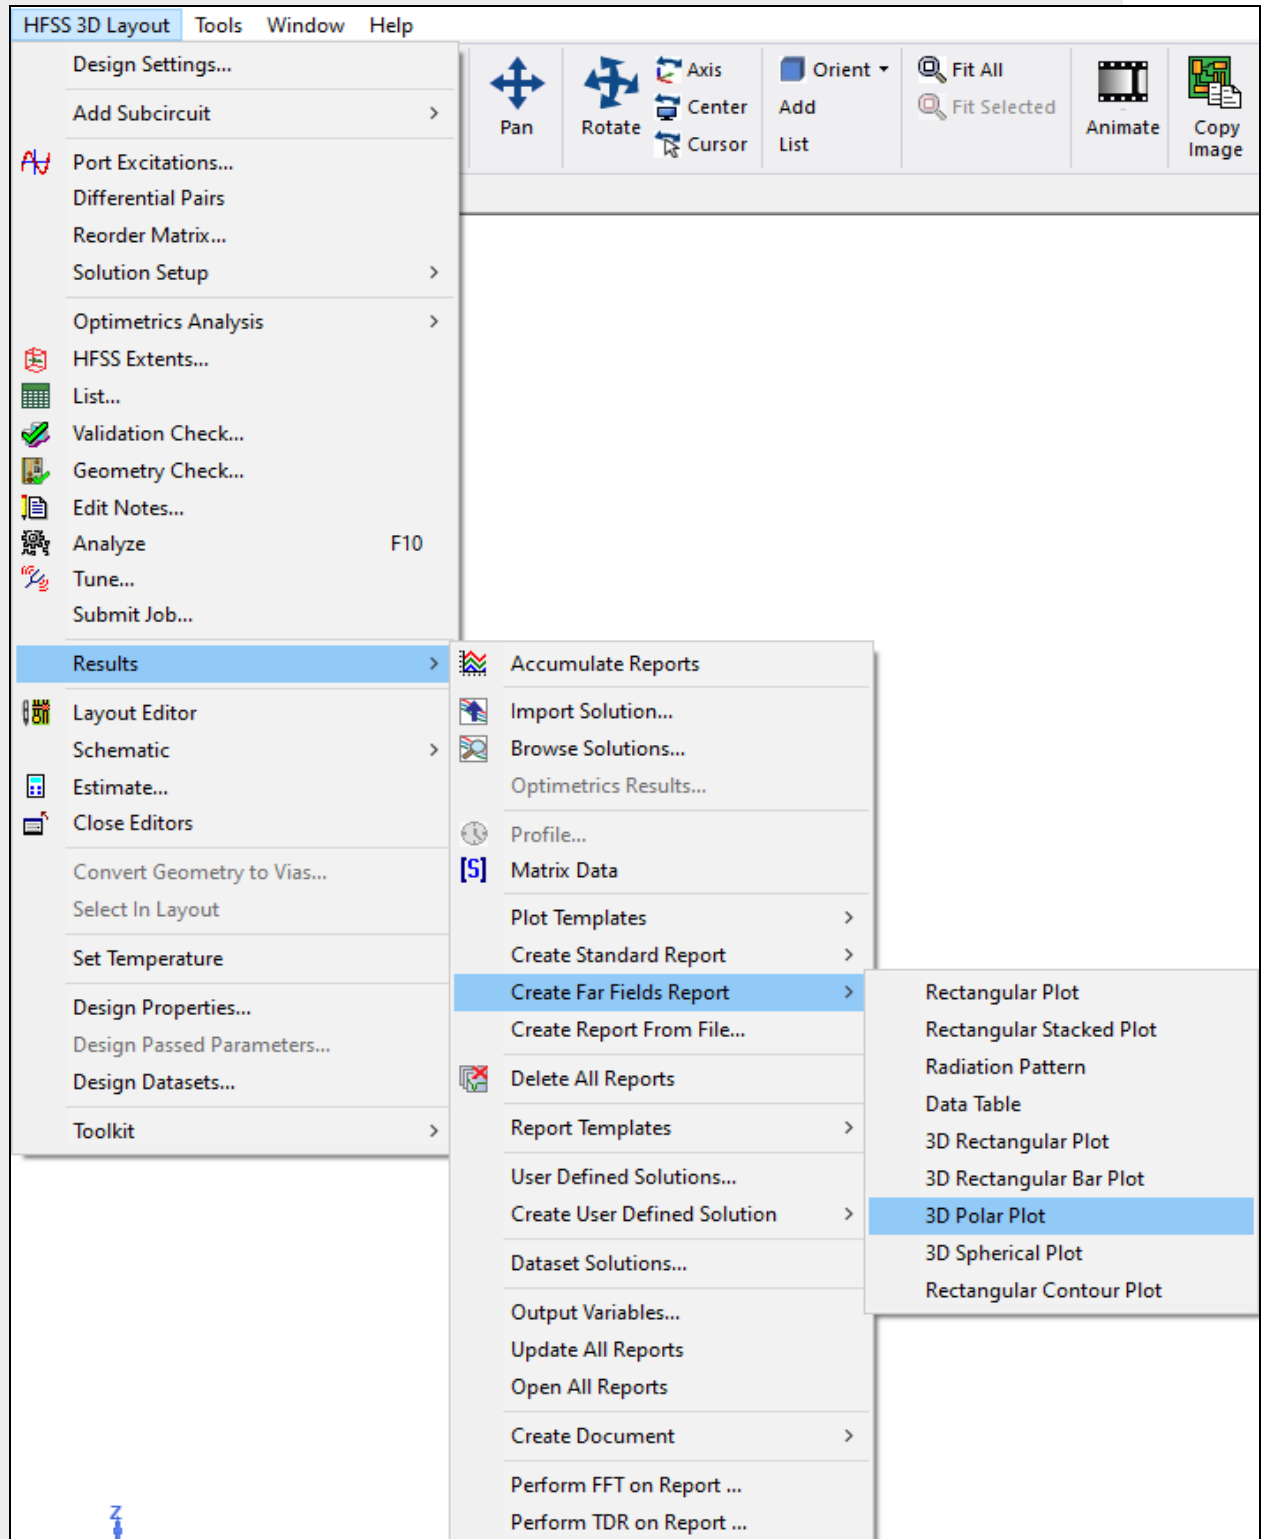 HFSS 3D Layout Tools Window Help
Design Settings...
Add Subcircuit
Port Excitations...
Differential Pairs
Reorder Matrix...
Solution Setup
Optimetrics Analysis
HFSS Extents...
List...
Validation Check...
Geometry Check...
Edit Notes...
Analyze F10
Tune...
Submit Job...
Results
Layout Editor
Schematic
Estimate...
Close Editors
Convert Geometry to Vias...
Select In Layout
Set Temperature
Design Properties...
Design Passed Parameters...
Design Datasets...
Toolkit
Pan
Rotate
Axis
Center
Cursor
Orient
Add
List
Fit All
Fit Selected
Animate
Copy
Image
Accumulate Reports
Import Solution...
Browse Solutions...
Optimetrics Results...
Profile...
[S] Matrix Data
Plot Templates
Create Standard Report
Create Far Fields Report
Create Report From File...
Delete All Reports
Report Templates
User Defined Solutions...
Create User Defined Solution
Dataset Solutions...
Output Variables...
Update All Reports
Open All Reports
Create Document
Perform FFT on Report ...
Perform TDR on Report ...
Rectangular Plot
Rectangular Stacked Plot
Radiation Pattern
Data Table
3D Rectangular Plot
3D Rectangular Bar Plot
3D Polar Plot
3D Spherical Plot
Rectangular Contour Plot
Z